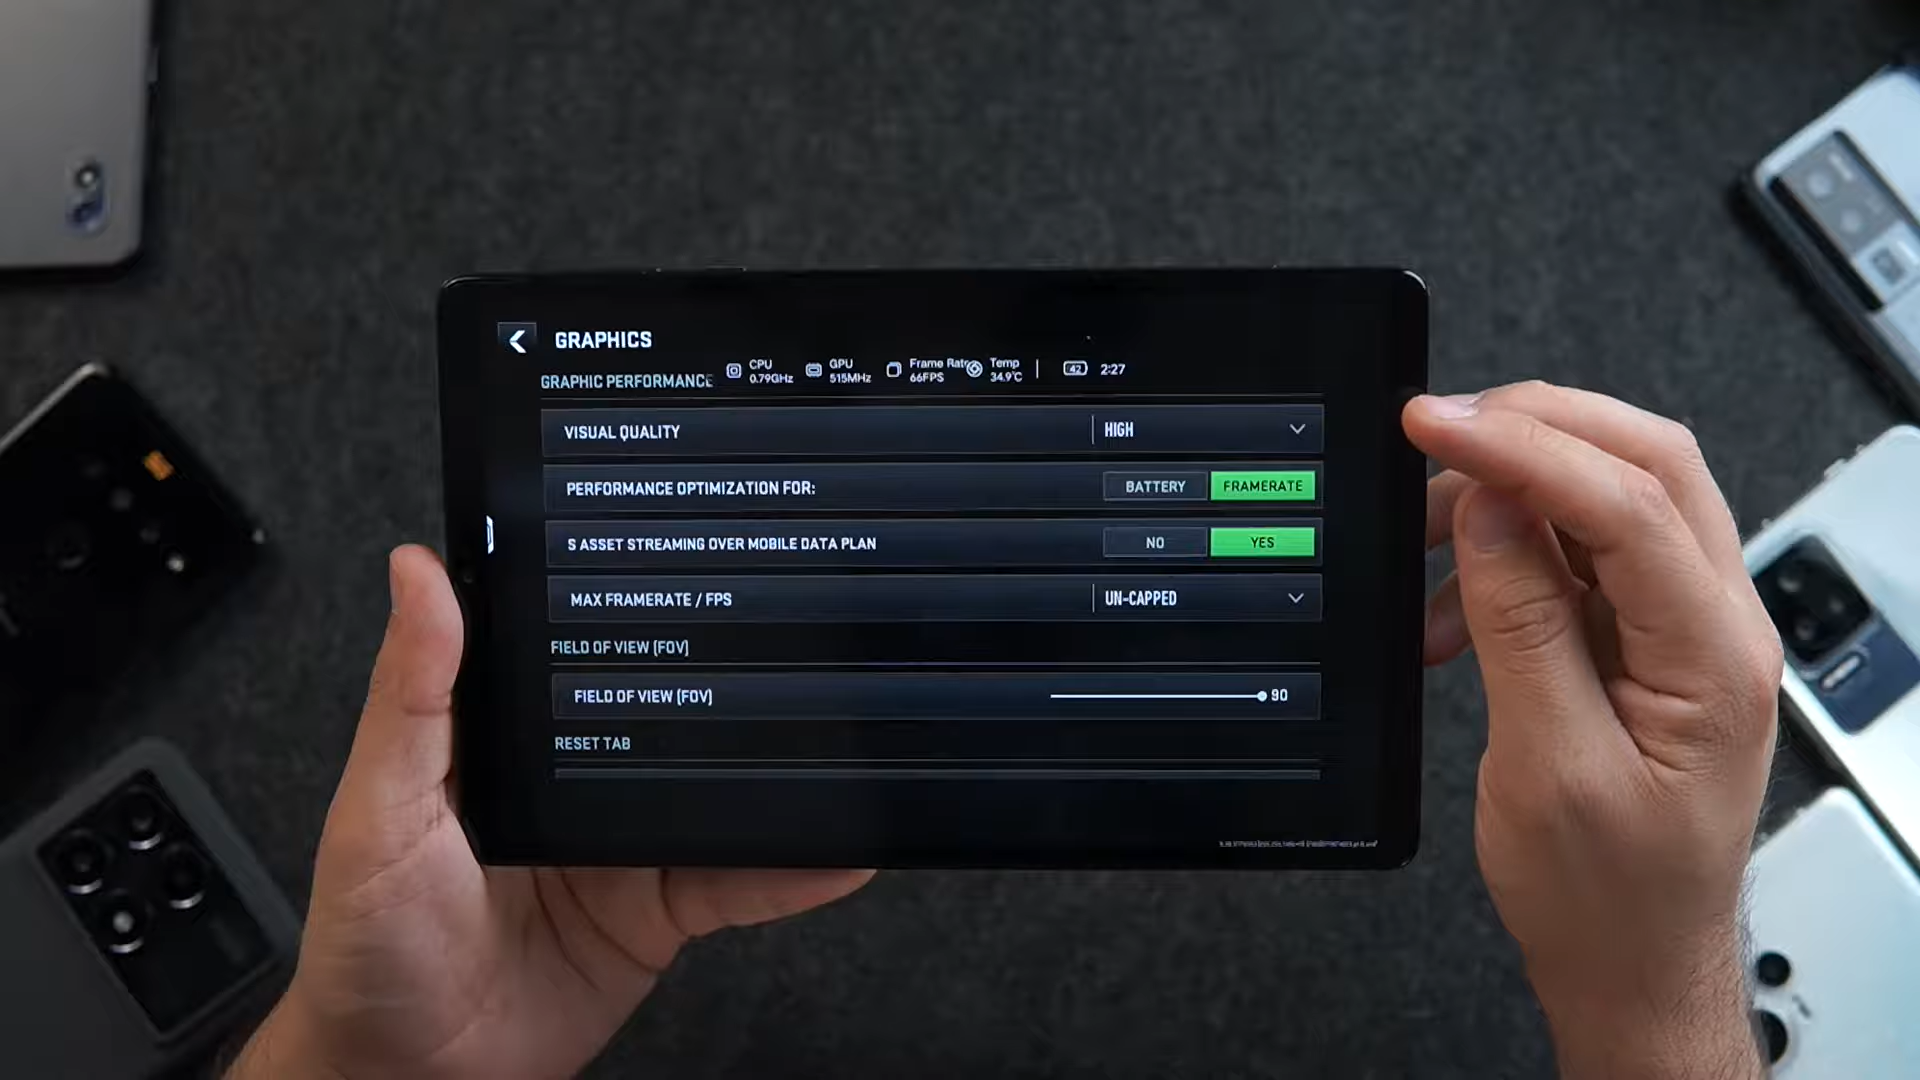 GRAPHICS
GRAPHIC PERFORMANCE
CPU
0.79GHz
GPU
515MHz
Frame Rate
66FPS
Temp
34.9°C
42
2:27
VISUAL QUALITY
HIGH
PERFORMANCE OPTIMIZATION FOR:
BATTERY
FRAMERATE
S ASSET STREAMING OVER MOBILE DATA PLAN
NO
YES
MAX FRAMERATE / FPS
UN-CAPPED
FIELD OF VIEW (FOV)
FIELD OF VIEW (FOV)
90
RESET TAB